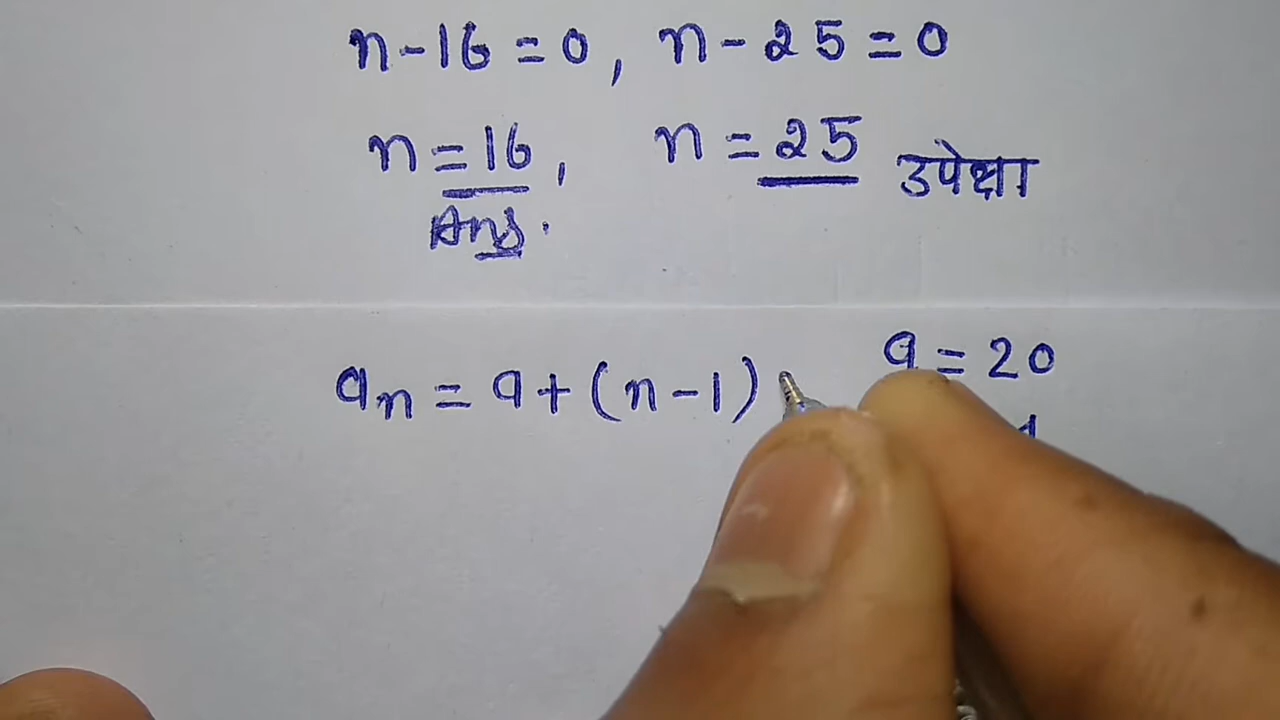 n-16=0, n-25=0
n=16, n=25 उपेक्षा
Ans.
a = 20
an = a+(n-1)